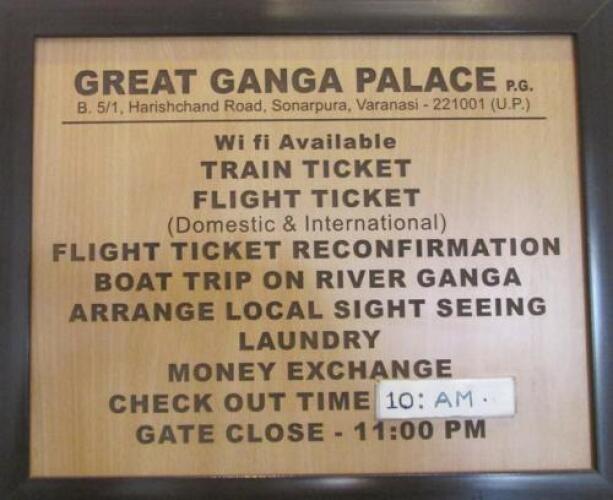 GREAT GANGA PALACE P.G.
B. 5/1, Harishchand Road, Sonarpura, Varanasi - 221001 (U.P.)
Wi fi Available
TRAIN TICKET
FLIGHT TICKET
(Domestic & International)
FLIGHT TICKET RECONFIRMATION
BOAT TRIP ON RIVER GANGA
ARRANGE LOCAL SIGHT SEEING
LAUNDRY
MONEY EXCHANGE
CHECK OUT TIME 10: AM.
GATE CLOSE - 11:00 PM